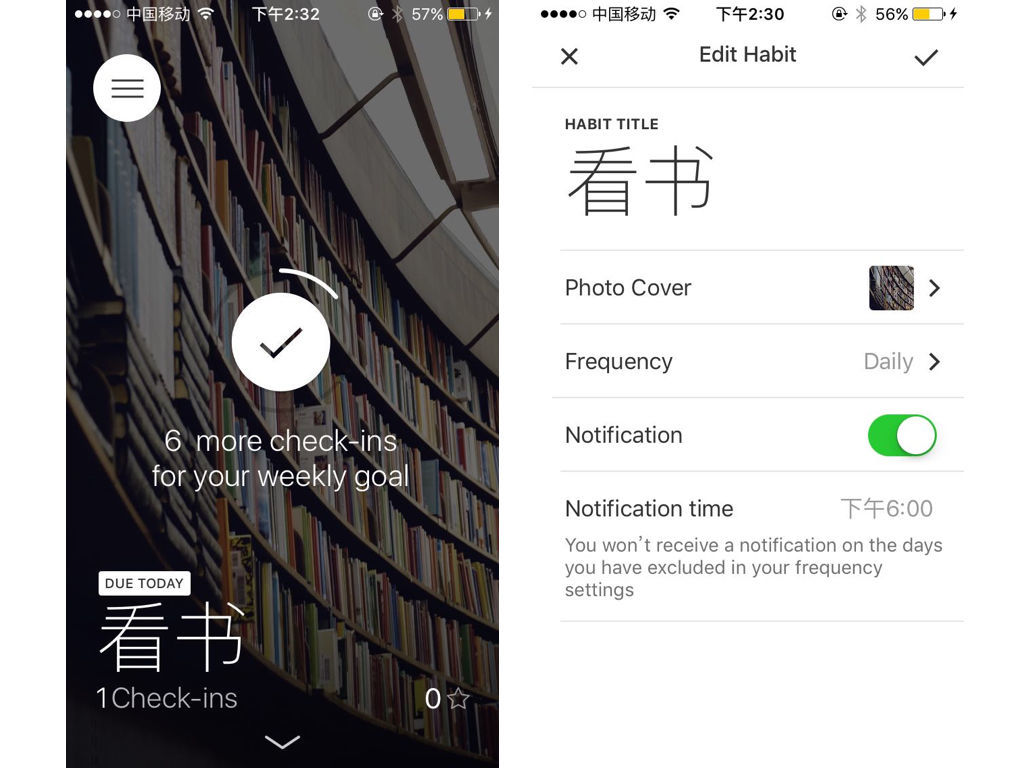 中国移动 下午2:32 57%
6 more check-ins
for your weekly goal
DUE TODAY
看书
1 Check-ins 0
中国移动 下午2:30 56%
Edit Habit
HABIT TITLE
看书
Photo Cover
Frequency Daily
Notification
Notification time 下午6:00
You won't receive a notification on the days
you have excluded in your frequency
settings